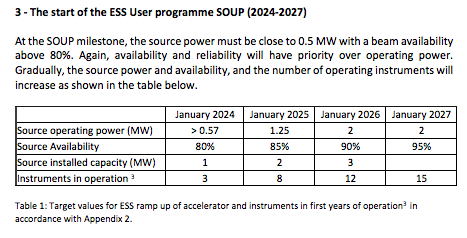 3 - The start of the ESS User programme SOUP (2024-2027)
At the SOUP milestone, the source power must be close to 0.5 MW with a beam availability
above 80%. Again, availability and reliability will have priority over operating power.
Gradually, the source power and availability, and the number of operating instruments will
increase as shown in the table below.
January 2024 January 2025 January 2026 January 2027
Source operating power (MW) > 0.57 1.25 2 2
Source Availability 80% 85% 90% 95%
Source installed capacity (MW) 1 2 3
Instruments in operation ³ 3 8 12 15
Table 1: Target values for ESS ramp up of accelerator and instruments in first years of operation³ in
accordance with Appendix 2.